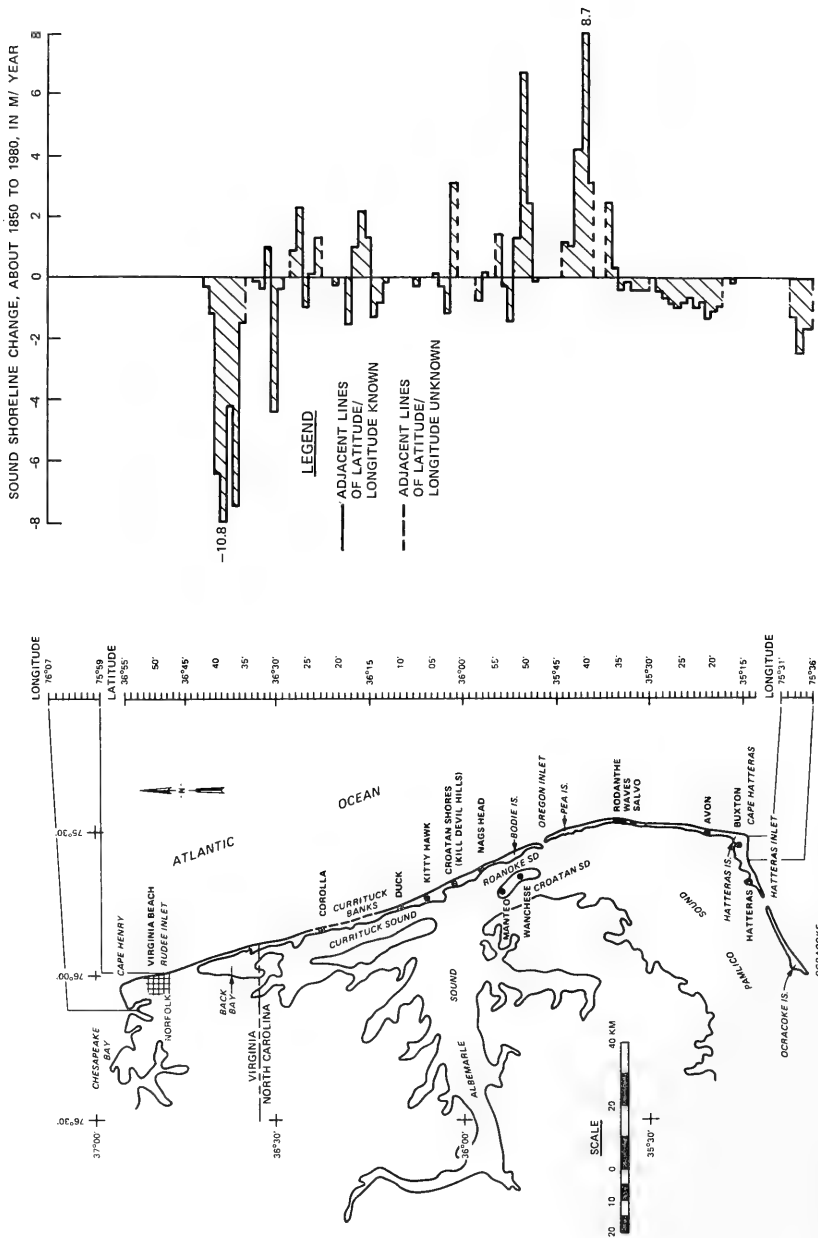 SOUND SHORELINE CHANGE, ABOUT 1850 TO 1980, IN M/ YEAR
-8
-6
-4
-2
0
2
4
6
8
-10.8
8.7
LEGEND
ADJACENT LINES
OF LATITUDE/
LONGITUDE KNOWN
ADJACENT LINES
OF LATITUDE/
LONGITUDE UNKNOWN
LONGITUDE
76°07
75°59
LATITUDE
36°55
50'
36°45
40
35'
36°30
25'
20'
36°15
10'
05'
36°00
55'
50'
35°45
40'
35'
35°30
25'
20'
35°15
LONGITUDE
75°31
75°36
37°00'
76°30'
76°00'
75°30'
36°30'
36°00'
35°30'
N
ATLANTIC
OCEAN
CAPE HENRY
VIRGINIA BEACH
RUDEE INLET
CHESAPEAKE
BAY
NORFOLK
BACK
BAY
VIRGINIA
NORTH CAROLINA
COROLLA
CURRITUCK
BANKS
CURRITUCK SOUND
DUCK
KITTY HAWK
CROATAN SHORES
(KILL DEVIL HILLS)
NAGS HEAD
ALBEMARLE
SOUND
ROANOKE SD
BODIE IS.
MANTEO
WANCHESE
CROATAN SD
OREGON INLET
PEA IS.
RODANTHE
WAVES
SALVO
AVON
BUXTON
CAPE HATTERAS
HATTERAS IS.
HATTERAS
HATTERAS INLET
PAMLICO
SOUND
OCRACOKE IS.
SCALE
20
10
0
20
40 KM